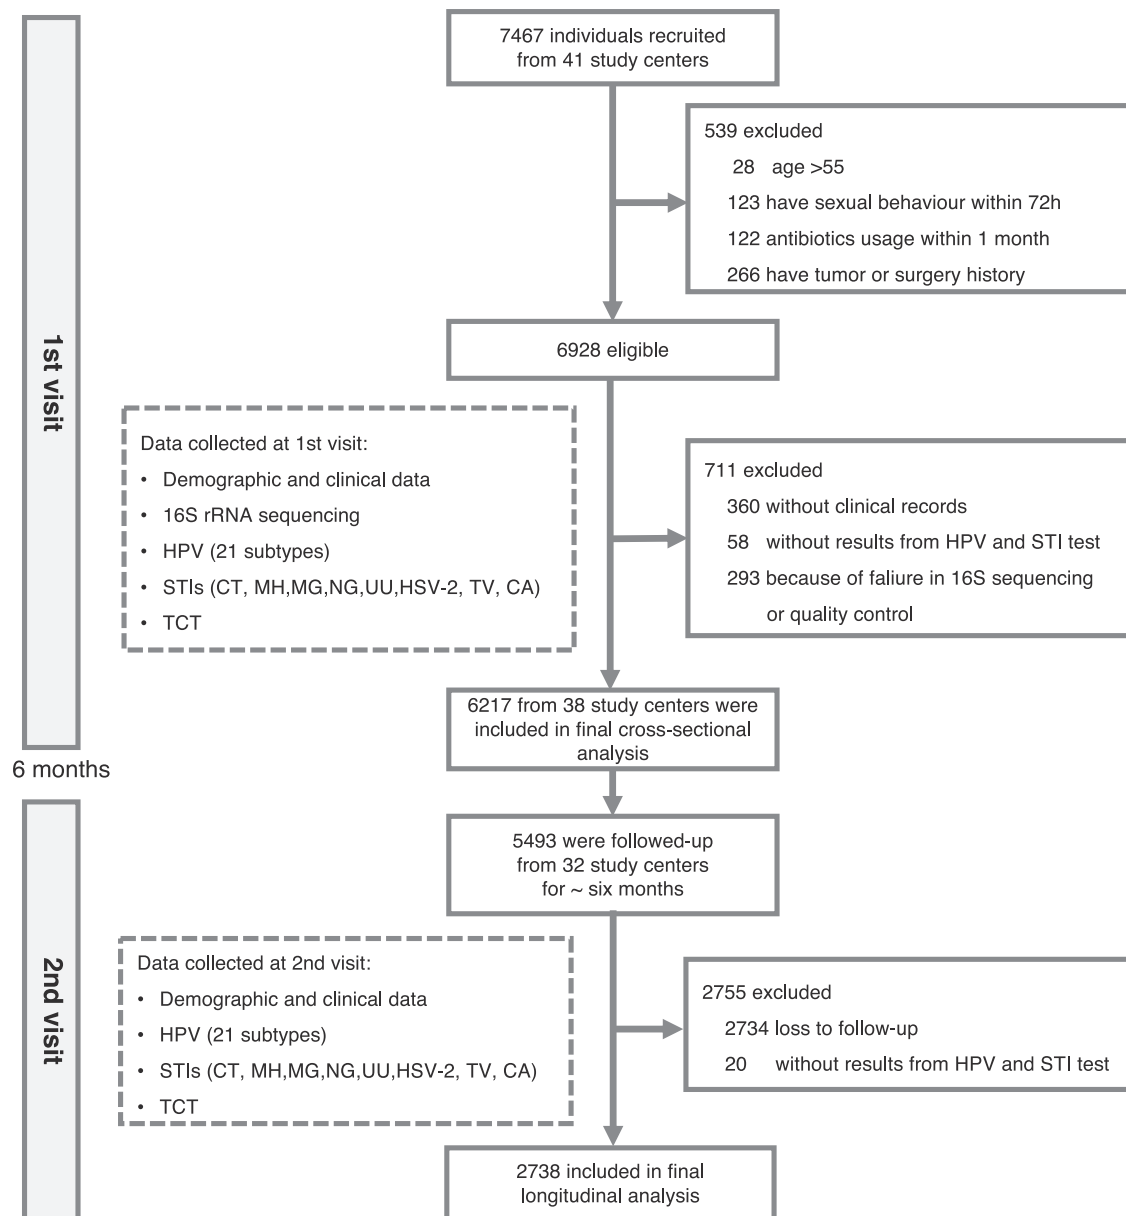 7467 individuals recruited
from 41 study centers
539 excluded
28 age >55
123 have sexual behaviour within 72h
122 antibiotics usage within 1 month
266 have tumor or surgery history
1st visit
6928 eligible
Data collected at 1st visit:
• Demographic and clinical data
• 16S rRNA sequencing
• HPV (21 subtypes)
• STIs (CT, MH,MG,NG,UU,HSV-2, TV, CA)
• TCT
711 excluded
360 without clinical records
58 without results from HPV and STI test
293 because of faliure in 16S sequencing
or quality control
6217 from 38 study centers were
included in final cross-sectional
analysis
6 months
5493 were followed-up
from 32 study centers
for ~ six months
2nd visit
Data collected at 2nd visit:
• Demographic and clinical data
• HPV (21 subtypes)
• STIs (CT, MH,MG,NG,UU,HSV-2, TV, CA)
• TCT
2755 excluded
2734 loss to follow-up
20 without results from HPV and STI test
2738 included in final
longitudinal analysis